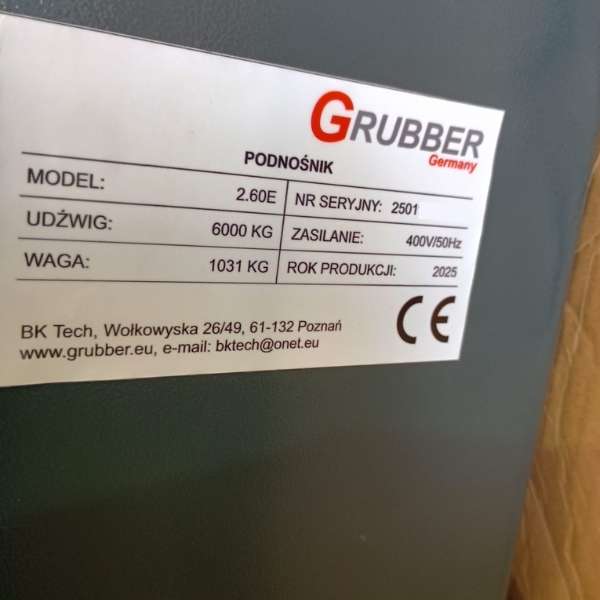 GRUBBER
Germany
PODNOŚNIK
MODEL: 2.60E NR SERYJNY: 2501
UDŹWIG: 6000 KG ZASILANIE: 400V/50Hz
WAGA: 1031 KG ROK PRODUKCJI: 2025
CE
BK Tech, Wołkowyska 26/49, 61-132 Poznań
www.grubber.eu, e-mail: bktech@onet.eu